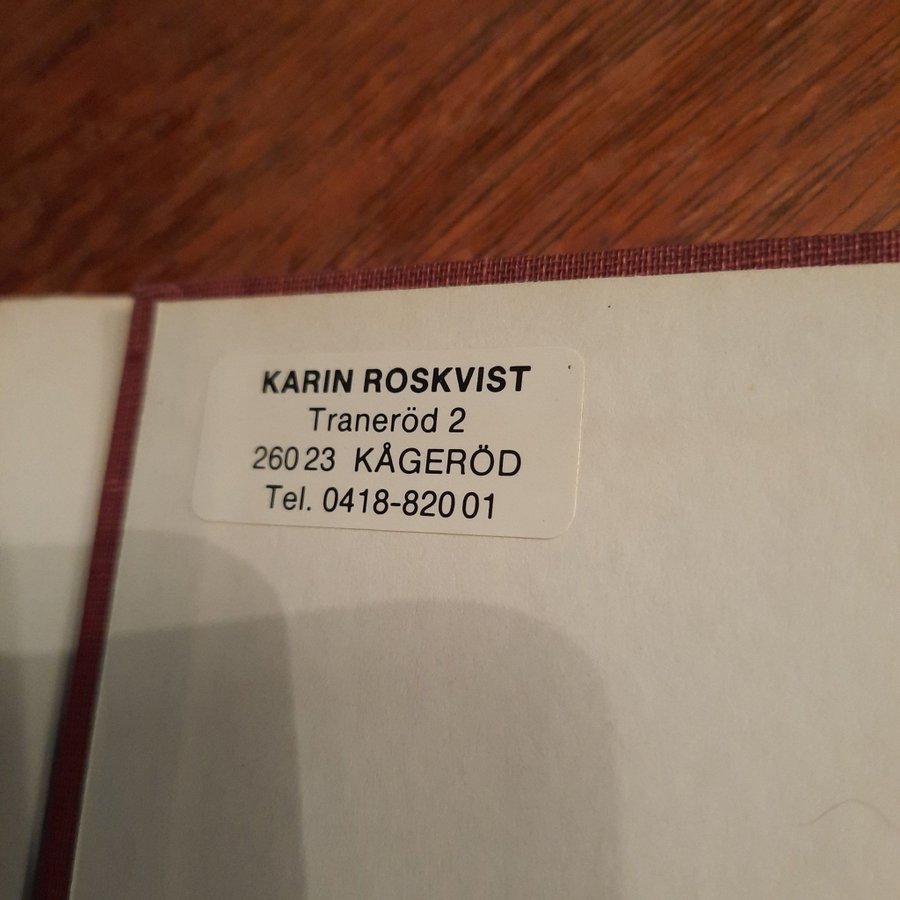 KARIN ROSKVIST
Traneröd 2
260 23 KÅGERÖD
Tel. 0418-820 01